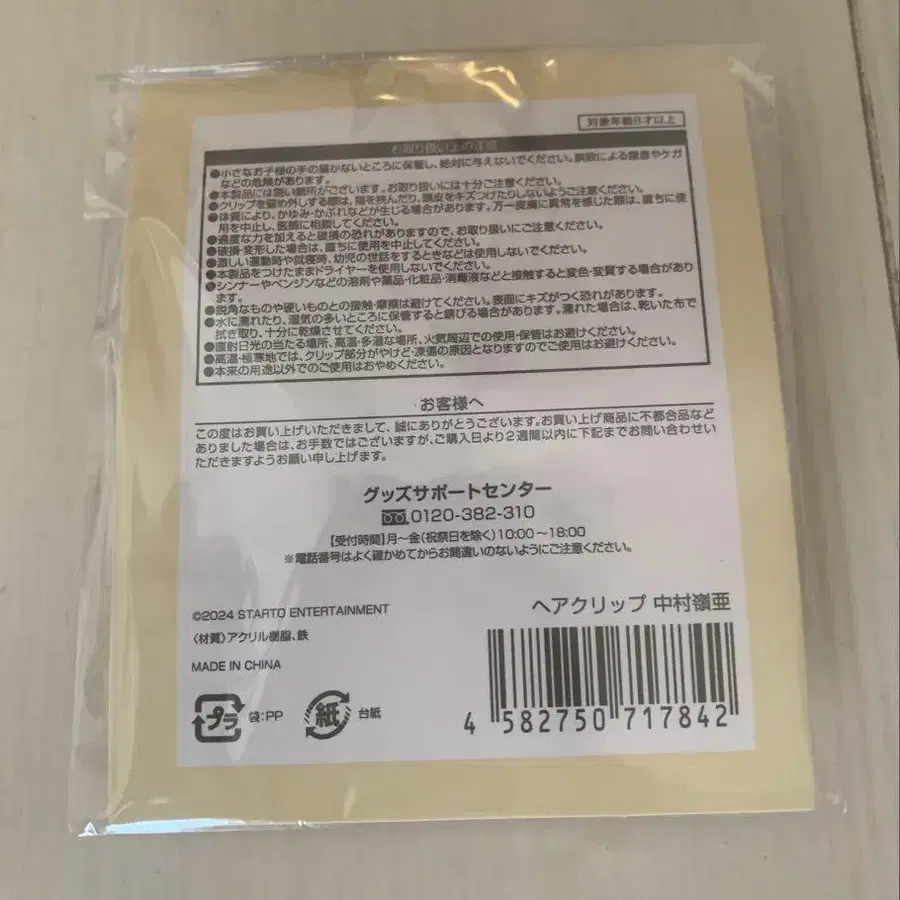 対象年齢8才以上
お取り扱い上の注意
●小さなお子様の手の届かないところに保管し、絶対に与えないでください。誤飲による窒息やケガ
などの危険があります。
●本製品には鋭い箇所がございます。お取り扱いには十分ご注意ください。
●クリップを留め外しする際は、指を挟んだり、頭皮をキズつけたりしないようご注意ください。
●体質により、かゆみ・かぶれなどが生じる場合があります。万一皮膚に異常を感じた際は、直ちに使
用を中止し、医師に相談してください。
●過度な力を加えると破損の恐れがありますので、お取り扱いにご注意ください。
●破損・変形した場合は、直ちに使用を中止してください。
●激しい運動時や就寝時、幼児の世話をするときなどは使用しないでください。
●本製品をつけたままドライヤーを使用しないでください。
●シンナーやベンジンなどの溶剤や薬品・化粧品・消毒液などと接触すると変色・変質する場合があり
ます。
●鋭角なものや硬いものとの接触・摩擦は避けてください。表面にキズがつく恐れがあります。
●水に濡れたり、湿気の多いところに保管すると錆びる場合があります。濡れた場合は、乾いた布で
拭き取り、十分に乾燥させてください。
●直射日光の当たる場所、高温・多湿な場所、火気周辺での使用・保管はお避けください。
●高温・極寒地では、クリップ部分がやけど・凍傷の原因となりますのでご使用はお避けください。
●本来の用途以外でのご使用はおやめください。
お客様へ
この度はお買い上げいただきまして、誠にありがとうございます。お買い上げ商品に不都合品など
ありました場合は、お手数ではございますが、ご購入日より2週間以内に下記までお問い合わせい
ただきますようお願い申し上げます。
グッズサポートセンター
0120-382-310
【受付時間】月〜金(祝祭日を除く)10:00〜18:00
※電話番号はよく確かめてからお間違いのないようにご注意ください。
©2024 STARTO ENTERTAINMENT
〈材質〉アクリル樹脂、鉄
MADE IN CHINA
ヘアクリップ 中村嶺亜
プラ 袋:PP
紙 台紙
4 582750 717842